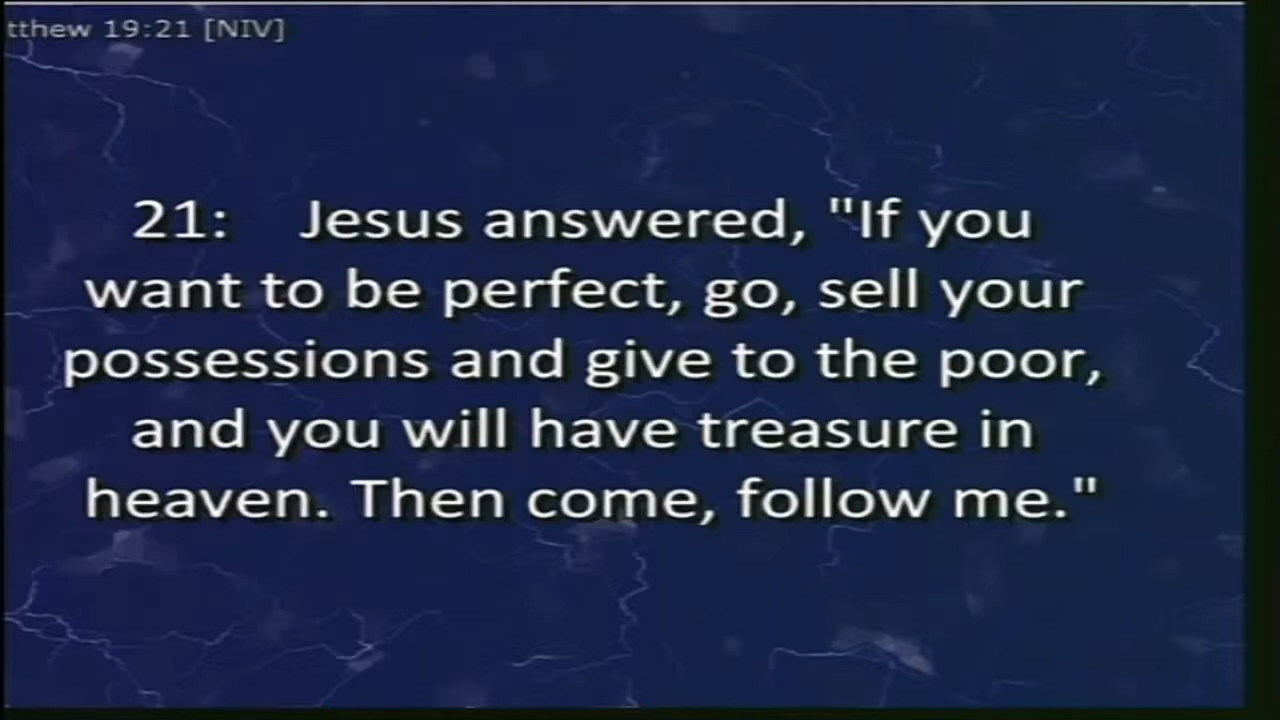 tthew 19:21 [NIV]
21: Jesus answered, "If you
want to be perfect, go, sell your
possessions and give to the poor,
and you will have treasure in
heaven. Then come, follow me."